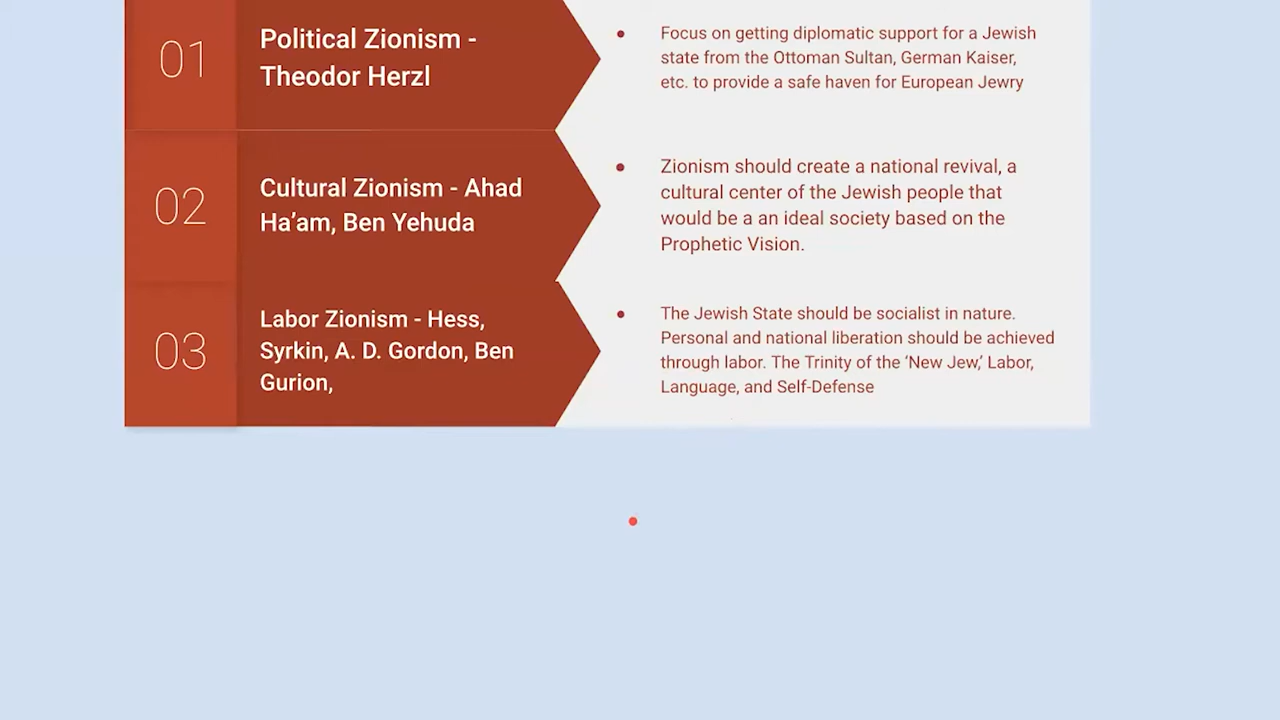 01
Political Zionism -
Theodor Herzl
• Focus on getting diplomatic support for a Jewish
state from the Ottoman Sultan, German Kaiser,
etc. to provide a safe haven for European Jewry
02
Cultural Zionism - Ahad
Ha’am, Ben Yehuda
• Zionism should create a national revival, a
cultural center of the Jewish people that
would be a an ideal society based on the
Prophetic Vision.
03
Labor Zionism - Hess,
Syrkin, A. D. Gordon, Ben
Gurion,
• The Jewish State should be socialist in nature.
Personal and national liberation should be achieved
through labor. The Trinity of the ‘New Jew,’ Labor,
Language, and Self-Defense